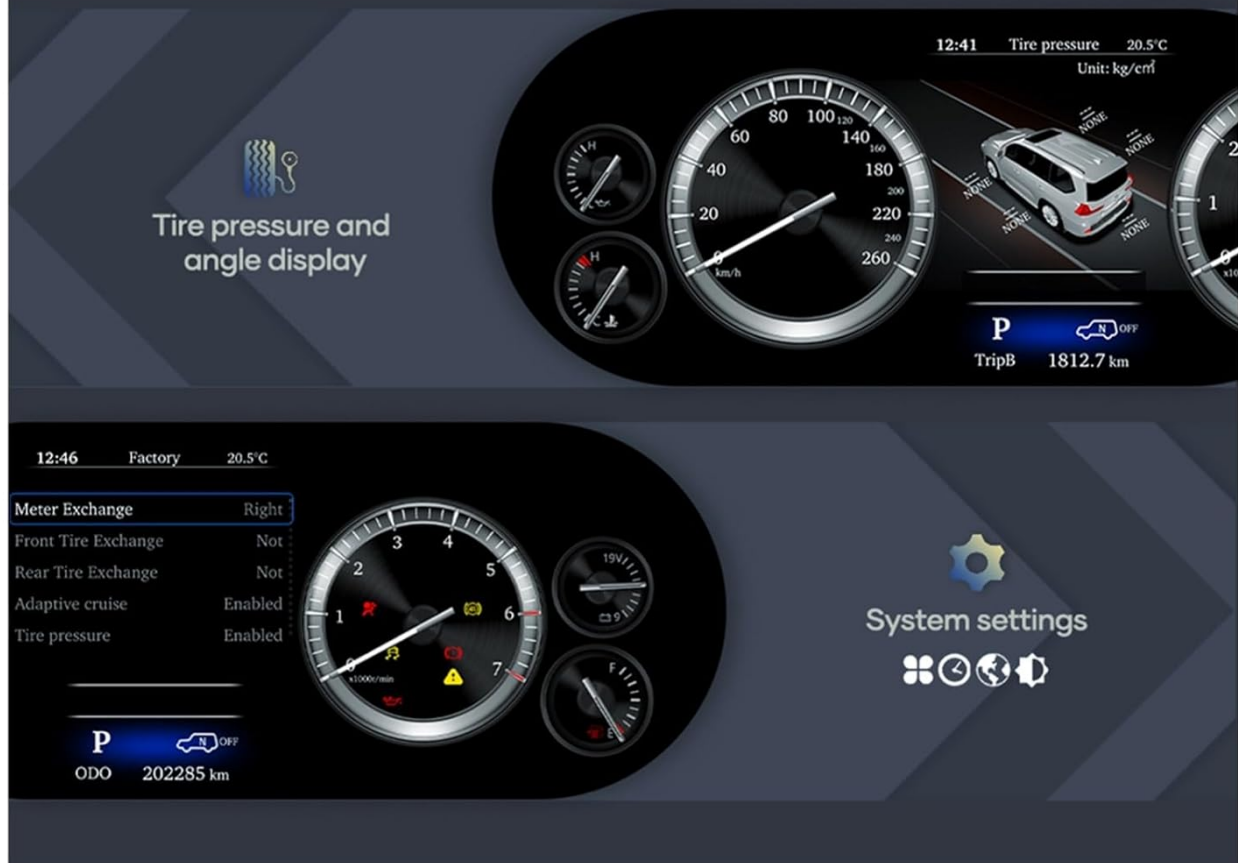 12:41 Tire pressure 20.5°C
Unit: kg/cm²
Tire pressure and
angle display
H
C
H
C
0
20
40
60
80
100
120
140
160
180
200
220
240
260
km/h
--- NONE
--- NONE
--- NONE
--- NONE
--- NONE
0
1
2
P N OFF
TripB 1812.7 km
12:46 Factory 20.5°C
Meter Exchange Right
Front Tire Exchange Not
Rear Tire Exchange Not
Adaptive cruise Enabled
Tire pressure Enabled
0
1
2
3
4
5
6
7
x1000r/min
19V
9
F
E
P N OFF
ODO 202285 km
System settings